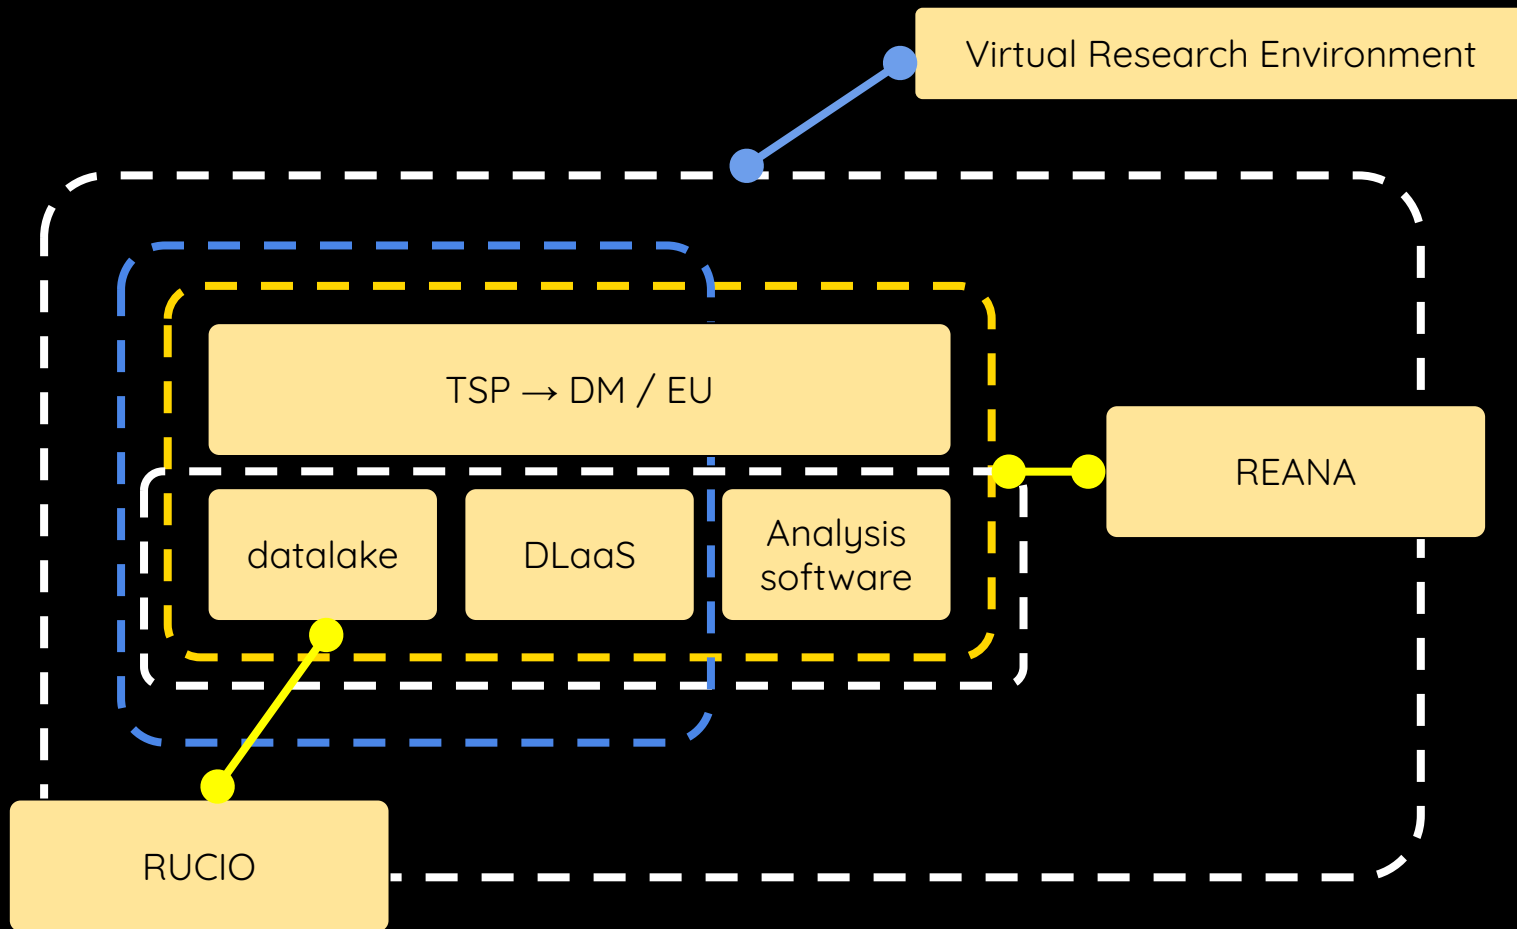 Virtual Research Environment
TSP → DM / EU
REANA
datalake
DLaaS
Analysis
software
RUCIO